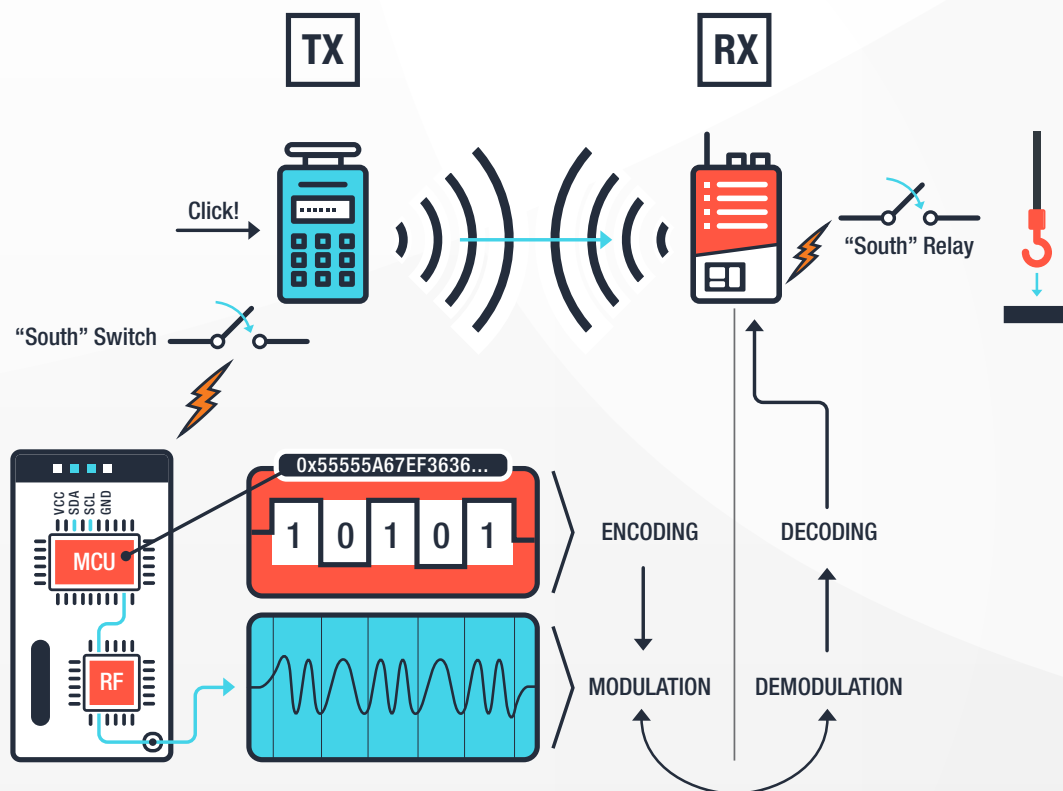 TX
RX
Click!
“South” Relay
“South” Switch
0x55555A67EF3636...
VCC
SDA
SCL
GND
1 0 1 0 1
MCU
ENCODING
DECODING
RF
MODULATION
DEMODULATION